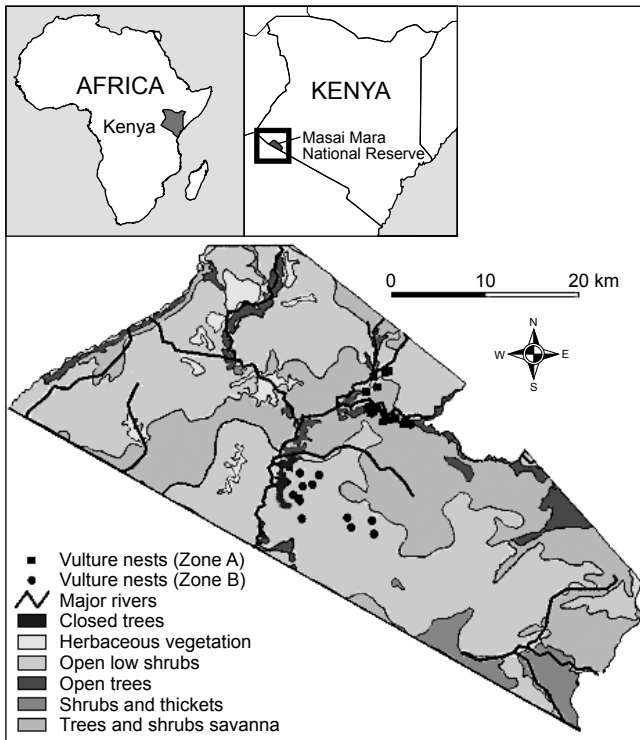 AFRICA
Kenya
KENYA
Masai Mara
National Reserve
0 10 20 km
N
W E
S
Vulture nests (Zone A)
Vulture nests (Zone B)
Major rivers
Closed trees
Herbaceous vegetation
Open low shrubs
Open trees
Shrubs and thickets
Trees and shrubs savanna